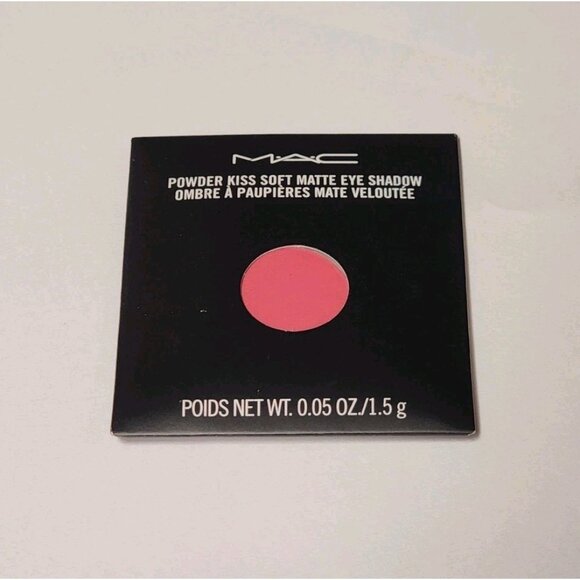 M·A·C
POWDER KISS SOFT MATTE EYE SHADOW
OMBRE À PAUPIÈRES MATE VELOUTÉE
POIDS NET WT. 0.05 OZ./1.5 g